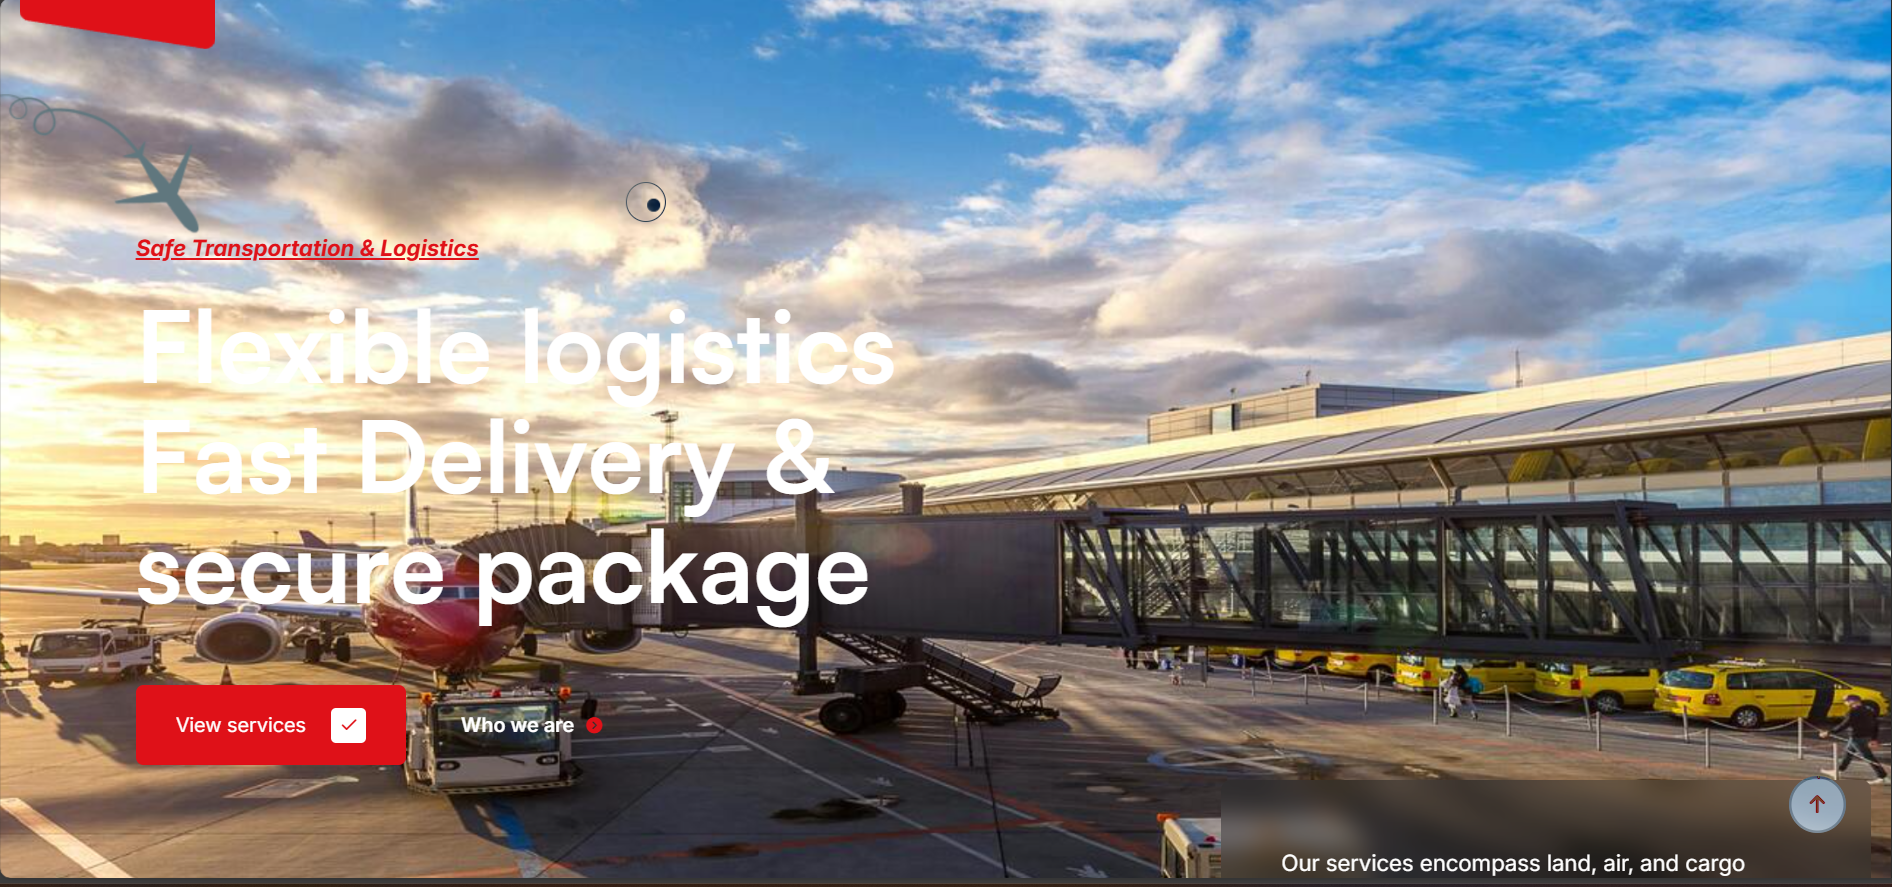 Safe Transportation & Logistics
Flexible logistics
Fast Delivery &
secure package
View services
Who we are
Our services encompass land, air, and cargo